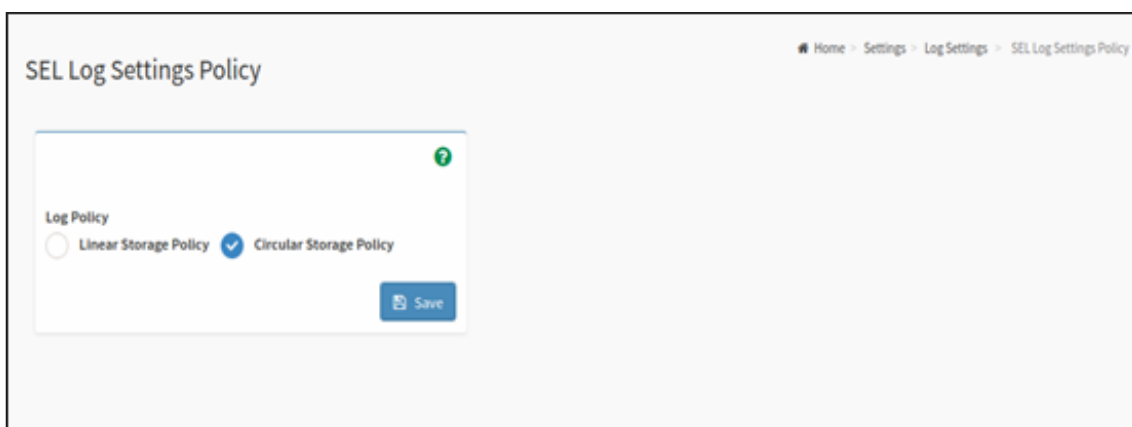 Home > Settings > Log Settings > SEL Log Settings Policy
SEL Log Settings Policy
?
Log Policy
Linear Storage Policy Circular Storage Policy
Save